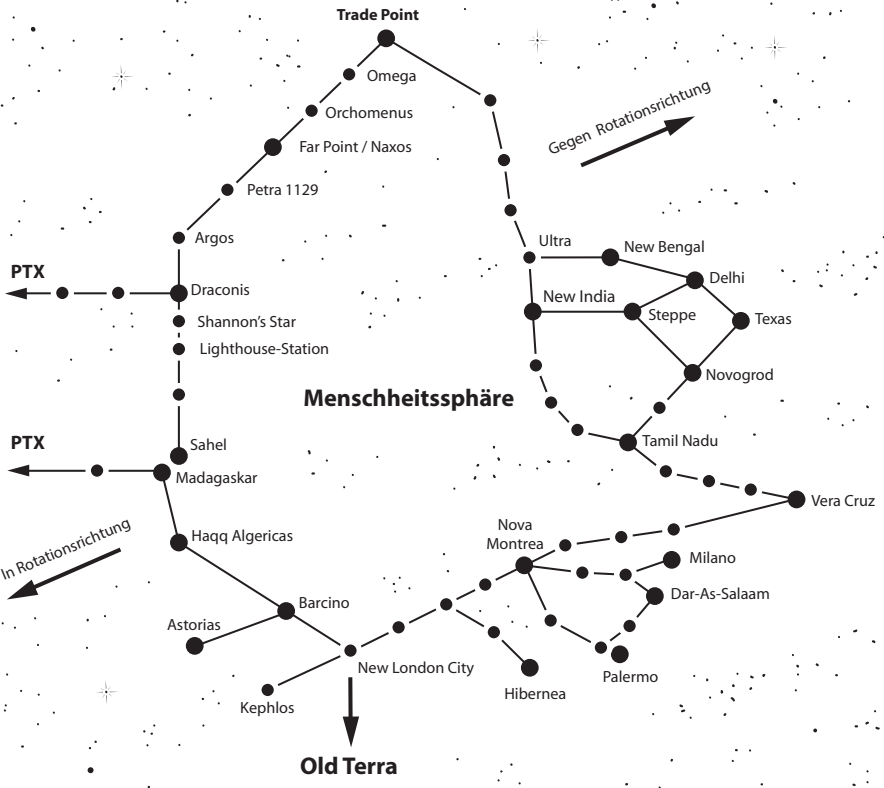 Trade Point
Omega
Orchomenus
Gegen Rotationsrichtung
Far Point / Naxos
Petra 1129
Argos
Ultra
New Bengal
PTX
Delhi
Draconis
New India
Shannon's Star
Steppe
Texas
Lighthouse-Station
Novogrod
Menschheitssphäre
PTX
Sahel
Tamil Nadu
Madagaskar
Vera Cruz
In Rotationsrichtung
Haqq Algericas
Nova
Montrea
Milano
Dar-As-Salaam
Barcino
Astorias
New London City
Palermo
Hibernea
Kephlos
Old Terra